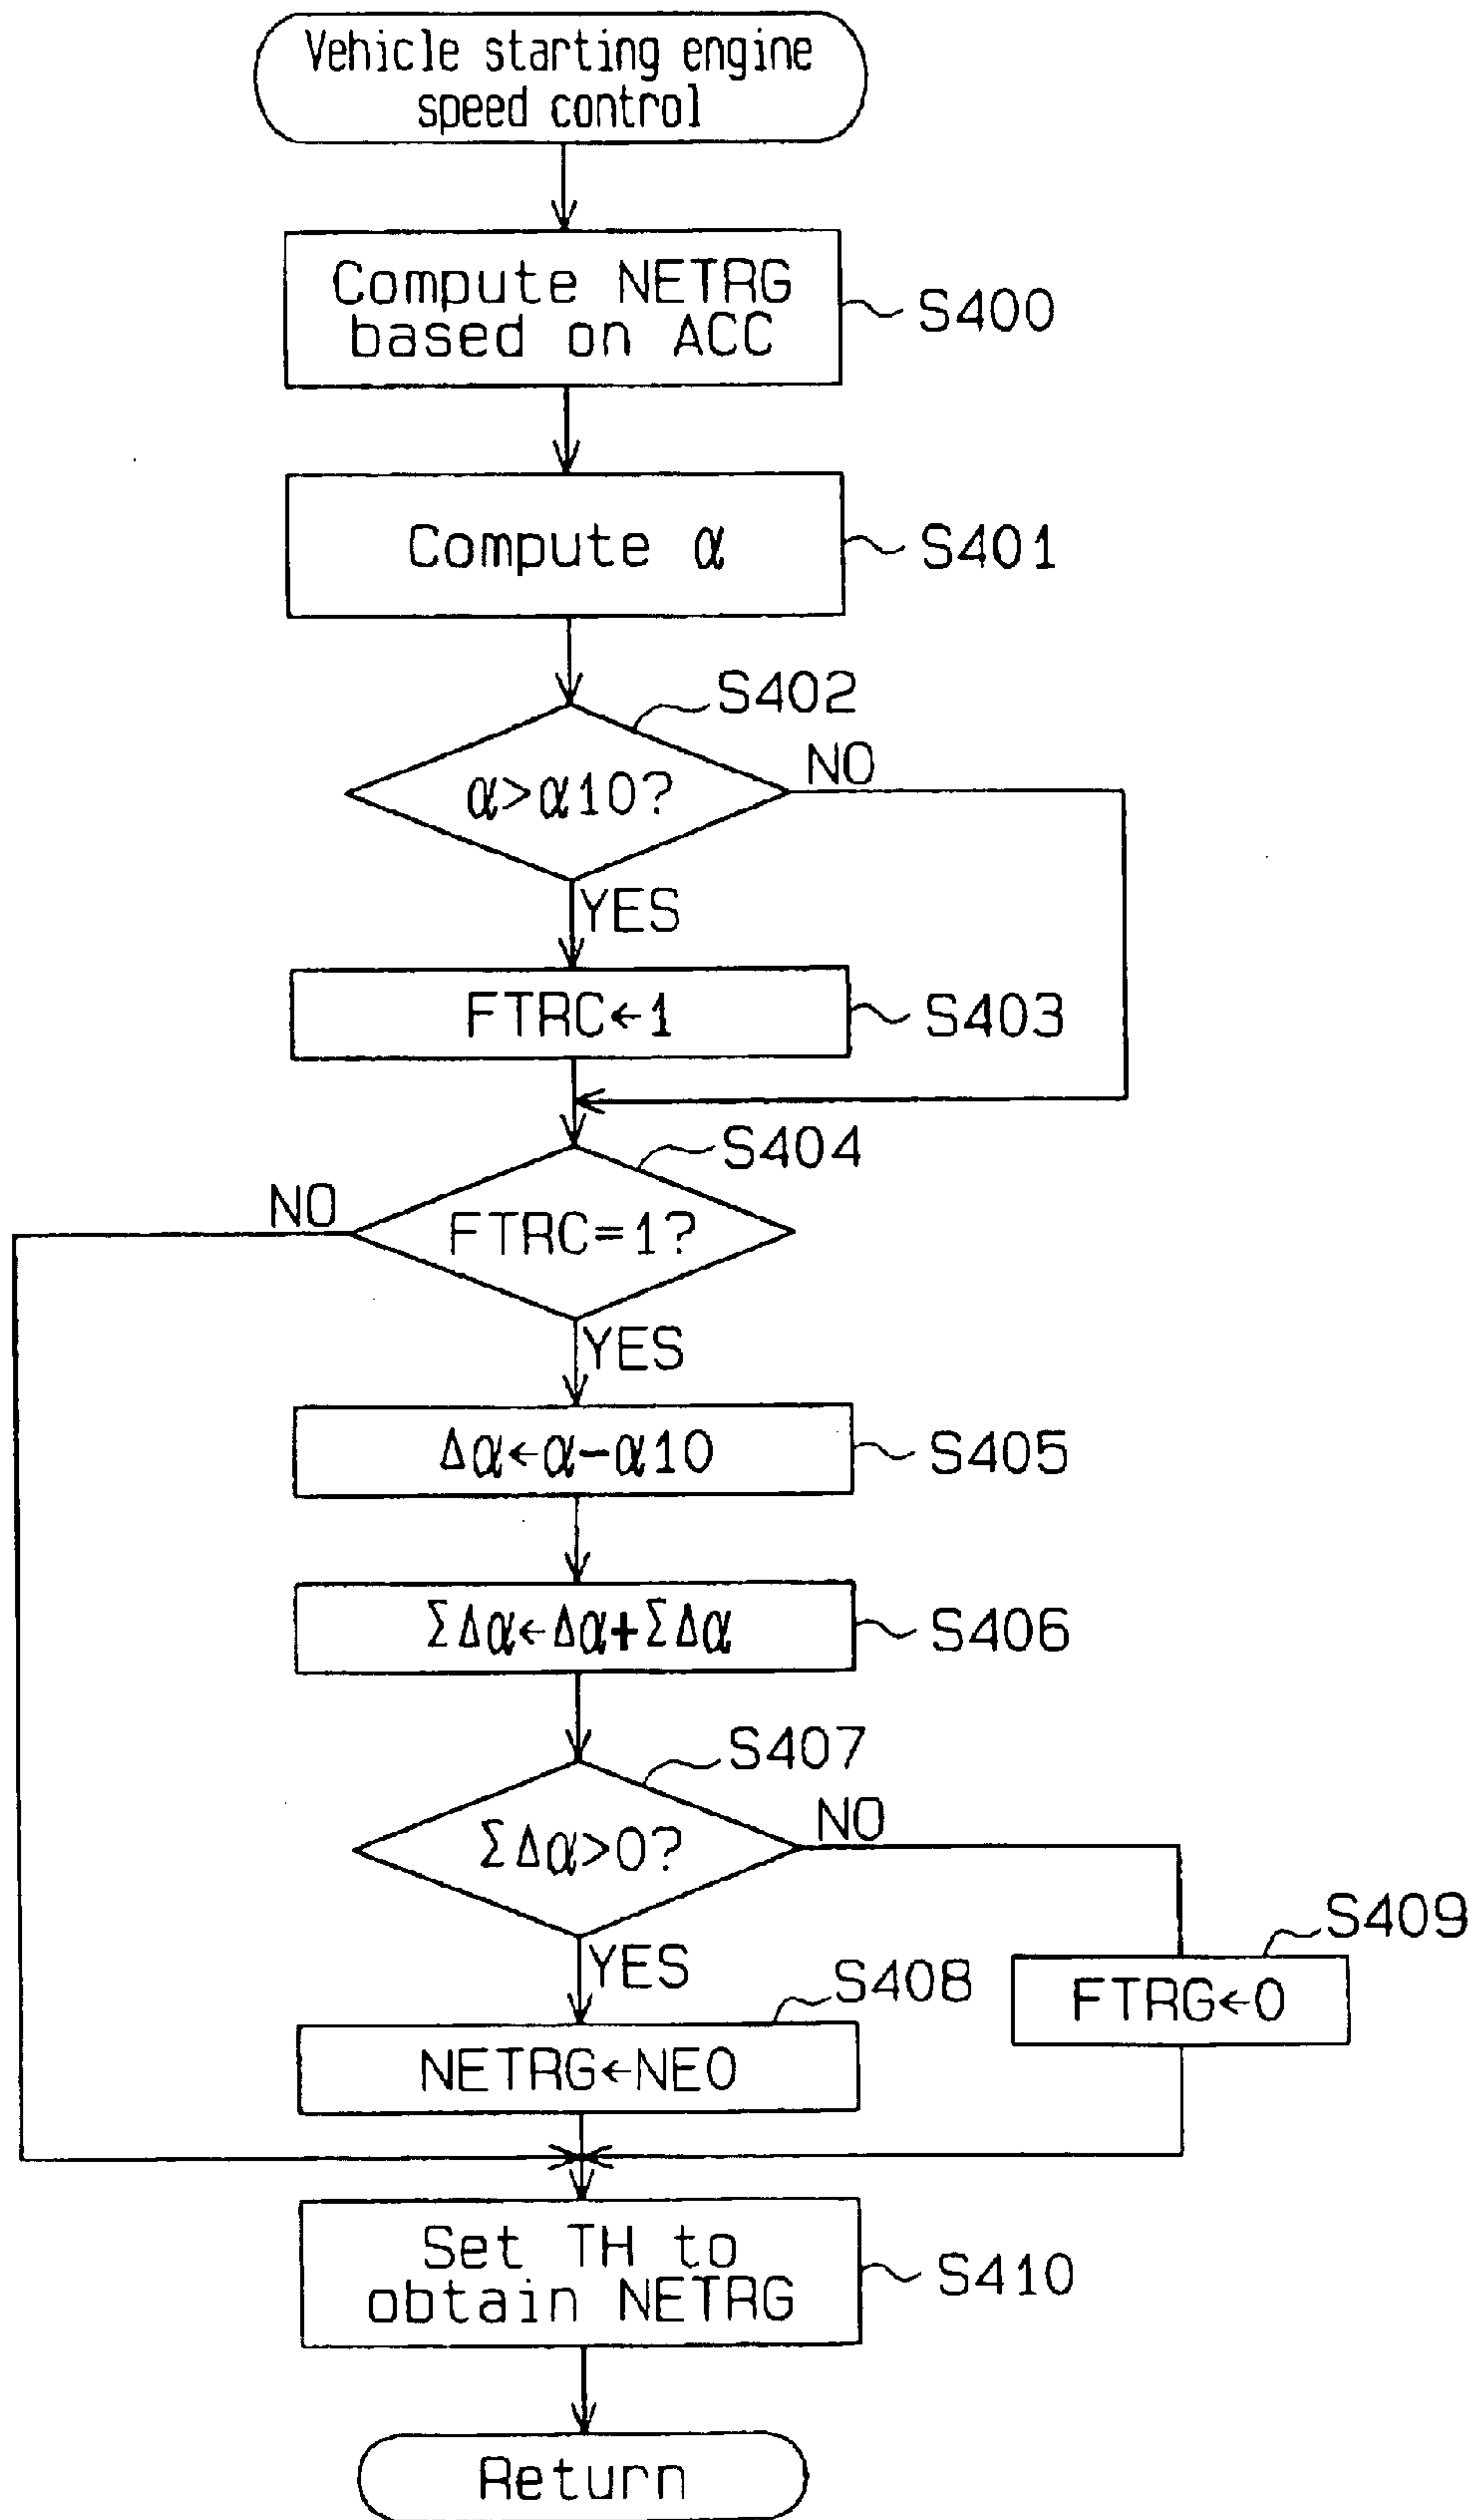 Vehicle starting engine
speed control
Compute NETRG
based on ACC
S400
Compute α
S401
S402
α>α10?
NO
YES
FTRC←1
S403
S404
NO
FTRC=1?
YES
Δα←α-α10
S405
ΣΔα←Δα+ΣΔα
S406
S407
ΣΔα>0?
NO
YES
S409
FTRG←0
S408
NETRG←NE0
Set TH to
obtain NETRG
S410
Return